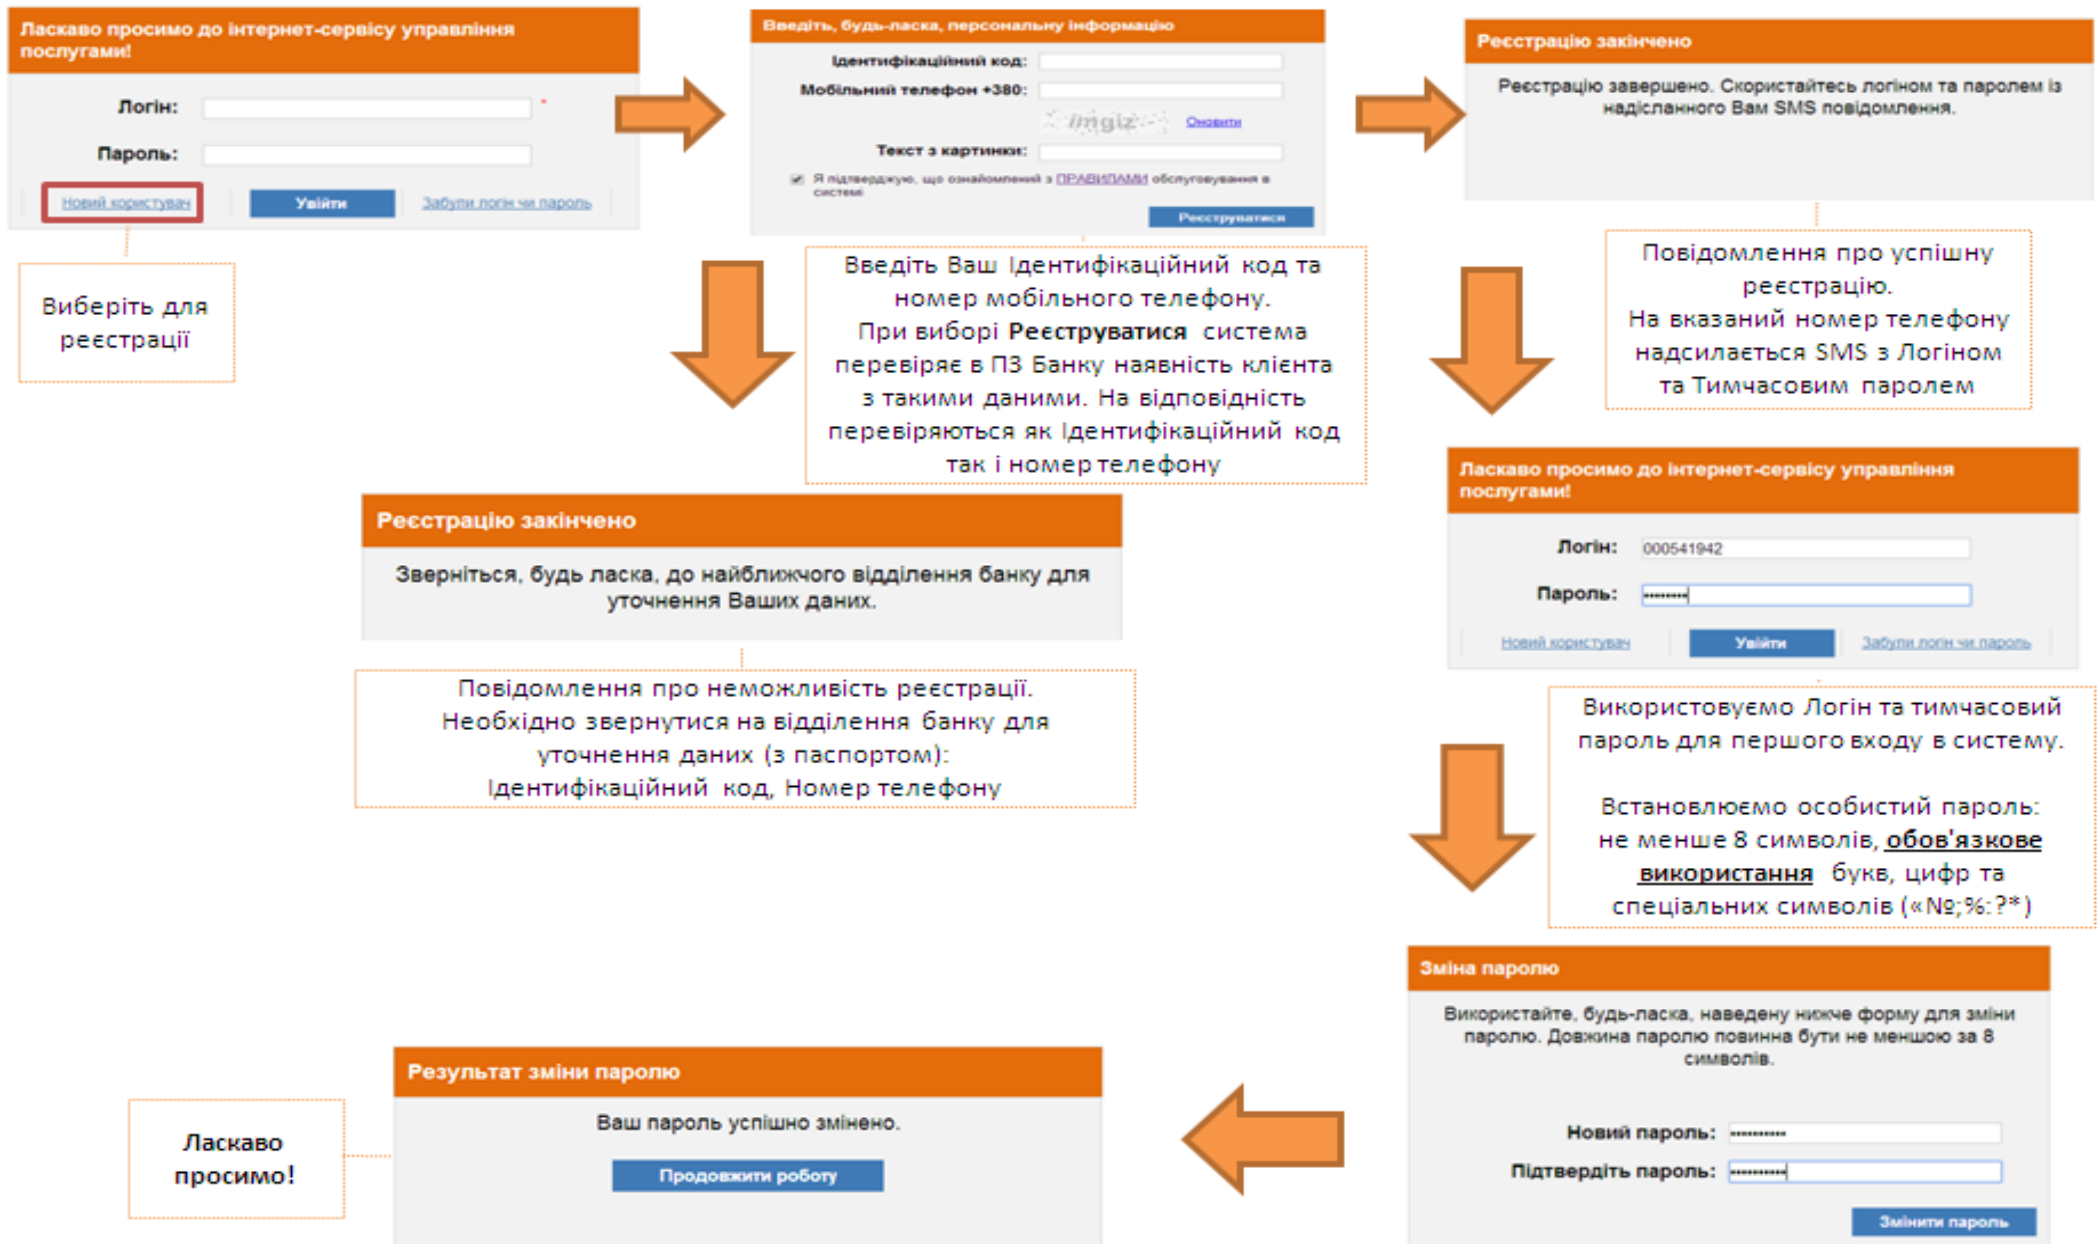 Ласкаво просимо до інтернет-сервісу управління
послугами!
Логін:
*
Пароль:
Новий користувач
Увійти
Забули логін чи пароль
Виберіть для
реєстрації
Введіть, будь-ласка, персональну інформацію
Ідентифікаційний код:
Мобільний телефон +380:
imgiz
Оновити
Текст з картинки:
Я підтверджую, що ознайомлений з ПРАВИЛАМИ обслуговування в
системі
Реєструватися
Введіть Ваш Ідентифікаційний код та
номер мобільного телефону.
При виборі Реєструватися система
перевіряє в ПЗ Банку наявність клієнта
з такими даними. На відповідність
перевіряються як Ідентифікаційний код
так і номер телефону
Реєстрацію закінчено
Реєстрацію завершено. Скористайтесь логіном та паролем із
надісланного Вам SMS повідомлення.
Повідомлення про успішну
реєстрацію.
На вказаний номер телефону
надсилається SMS з Логіном
та Тимчасовим паролем
Реєстрацію закінчено
Зверніться, будь ласка, до найближчого відділення банку для
уточнення Ваших даних.
Повідомлення про неможливість реєстрації.
Необхідно звернутися на відділення банку для
уточнення даних (з паспортом):
Ідентифікаційний код, Номер телефону
Ласкаво просимо до інтернет-сервісу управління
послугами!
Логін: 000541942
Пароль: ••••••••
Новий користувач
Увійти
Забули логін чи пароль
Використовуємо Логін та тимчасовий
пароль для першого входу в систему.
Встановлюємо особистий пароль:
не менше 8 символів, обов'язкове
використання букв, цифр та
спеціальних символів («№;%:?*)
Зміна паролю
Використайте, будь-ласка, наведену нижче форму для зміни
паролю. Довжина паролю повинна бути не меншою за 8
символів.
Новий пароль: ••••••••••
Підтвердіть пароль: ••••••••••
Змінити пароль
Результат зміни паролю
Ваш пароль успішно змінено.
Продовжити роботу
Ласкаво
просимо!